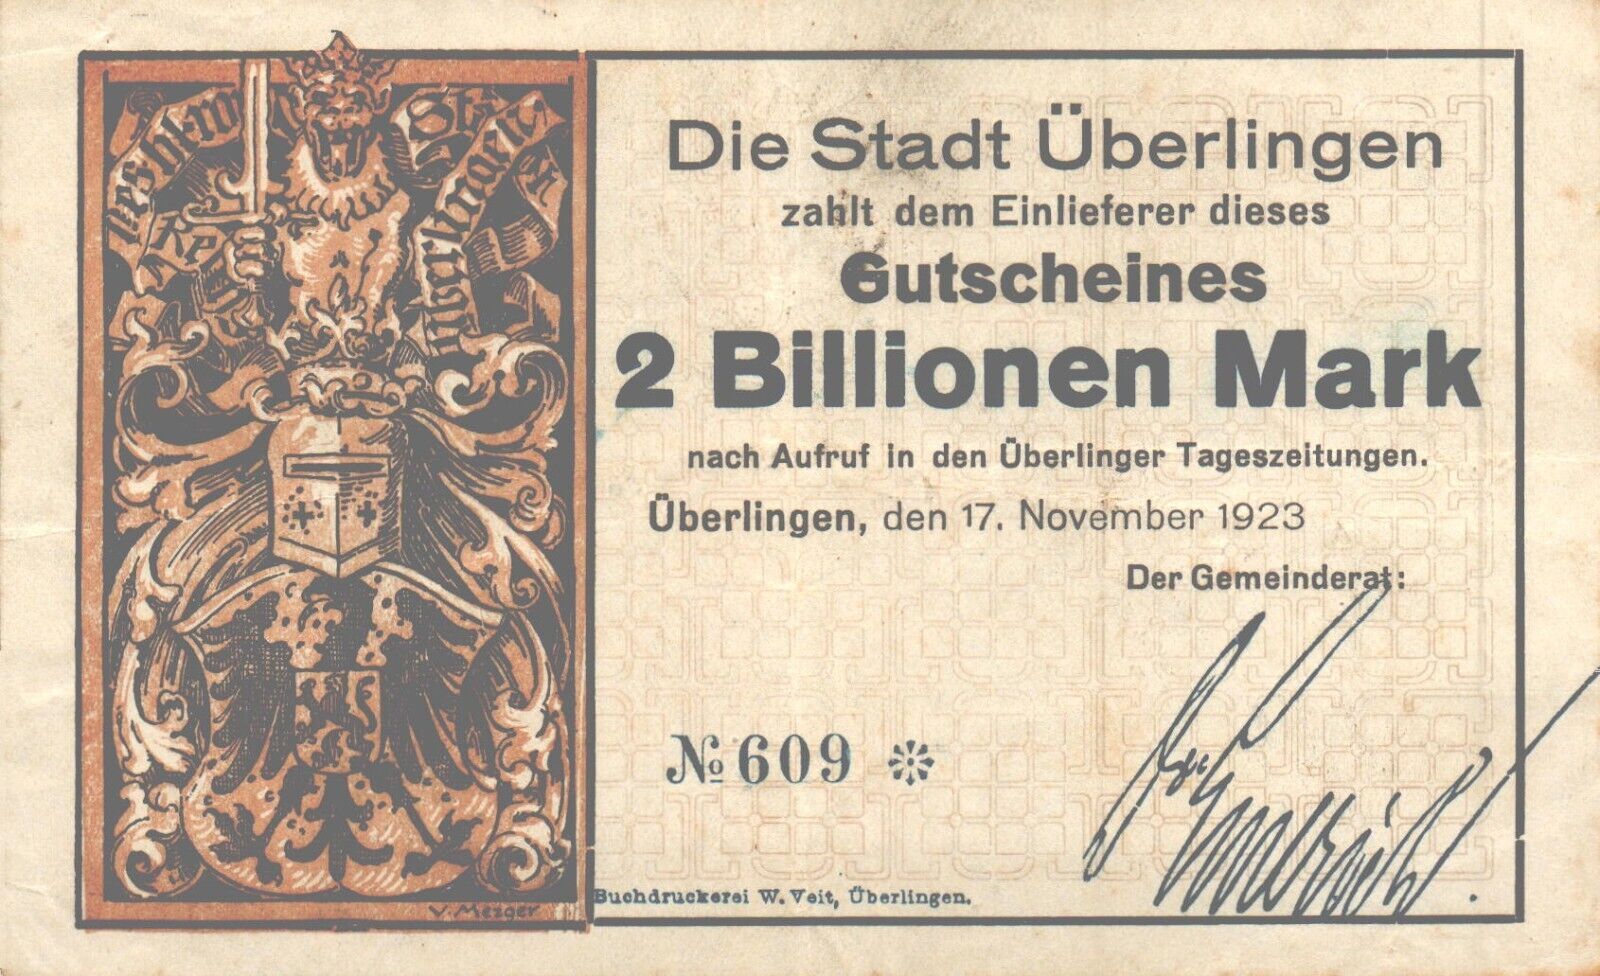 Die Stadt Überlingen
zahlt dem Einlieferer dieses
Gutscheines
2 Billionen Mark
nach Aufruf in den Überlinger Tageszeitungen.
Überlingen, den 17. November 1923
Der Gemeinderat:
№ 609
Buchdruckerei W. Veit, Überlingen.
V. Mezger